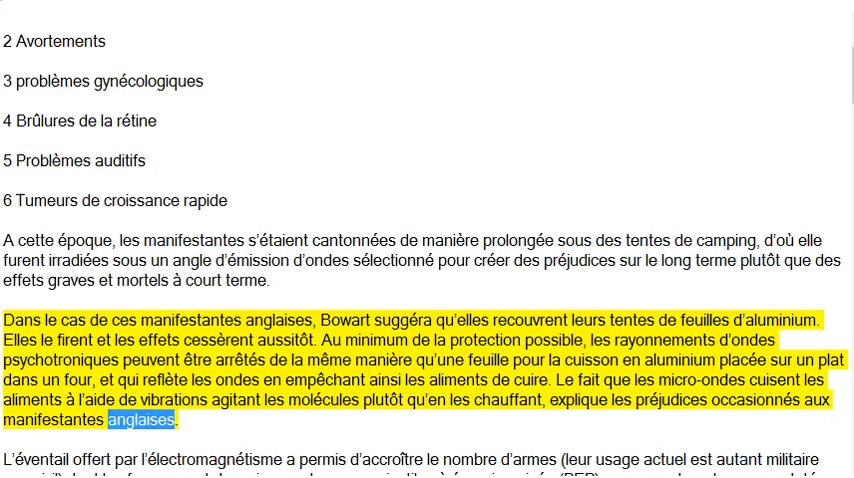 2 Avortements
3 problèmes gynécologiques
4 Brûlures de la rétine
5 Problèmes auditifs
6 Tumeurs de croissance rapide
A cette époque, les manifestantes s’étaient cantonnées de manière prolongée sous des tentes de camping, d’où elle
furent irradiées sous un angle d’émission d’ondes sélectionné pour créer des préjudices sur le long terme plutôt que des
effets graves et mortels à court terme.
Dans le cas de ces manifestantes anglaises, Bowart suggéra qu’elles recouvrent leurs tentes de feuilles d’aluminium.
Elles le firent et les effets cessèrent aussitôt. Au minimum de la protection possible, les rayonnements d’ondes
psychotroniques peuvent être arrêtés de la même manière qu’une feuille pour la cuisson en aluminium placée sur un plat
dans un four, et qui reflète les ondes en empêchant ainsi les aliments de cuire. Le fait que les micro-ondes cuisent les
aliments à l’aide de vibrations agitant les molécules plutôt qu’en les chauffant, explique les préjudices occasionnés aux
manifestantes anglaises.
L’éventail offert par l’électromagnétisme a permis d’accroître le nombre d’armes (leur usage actuel est autant militaire